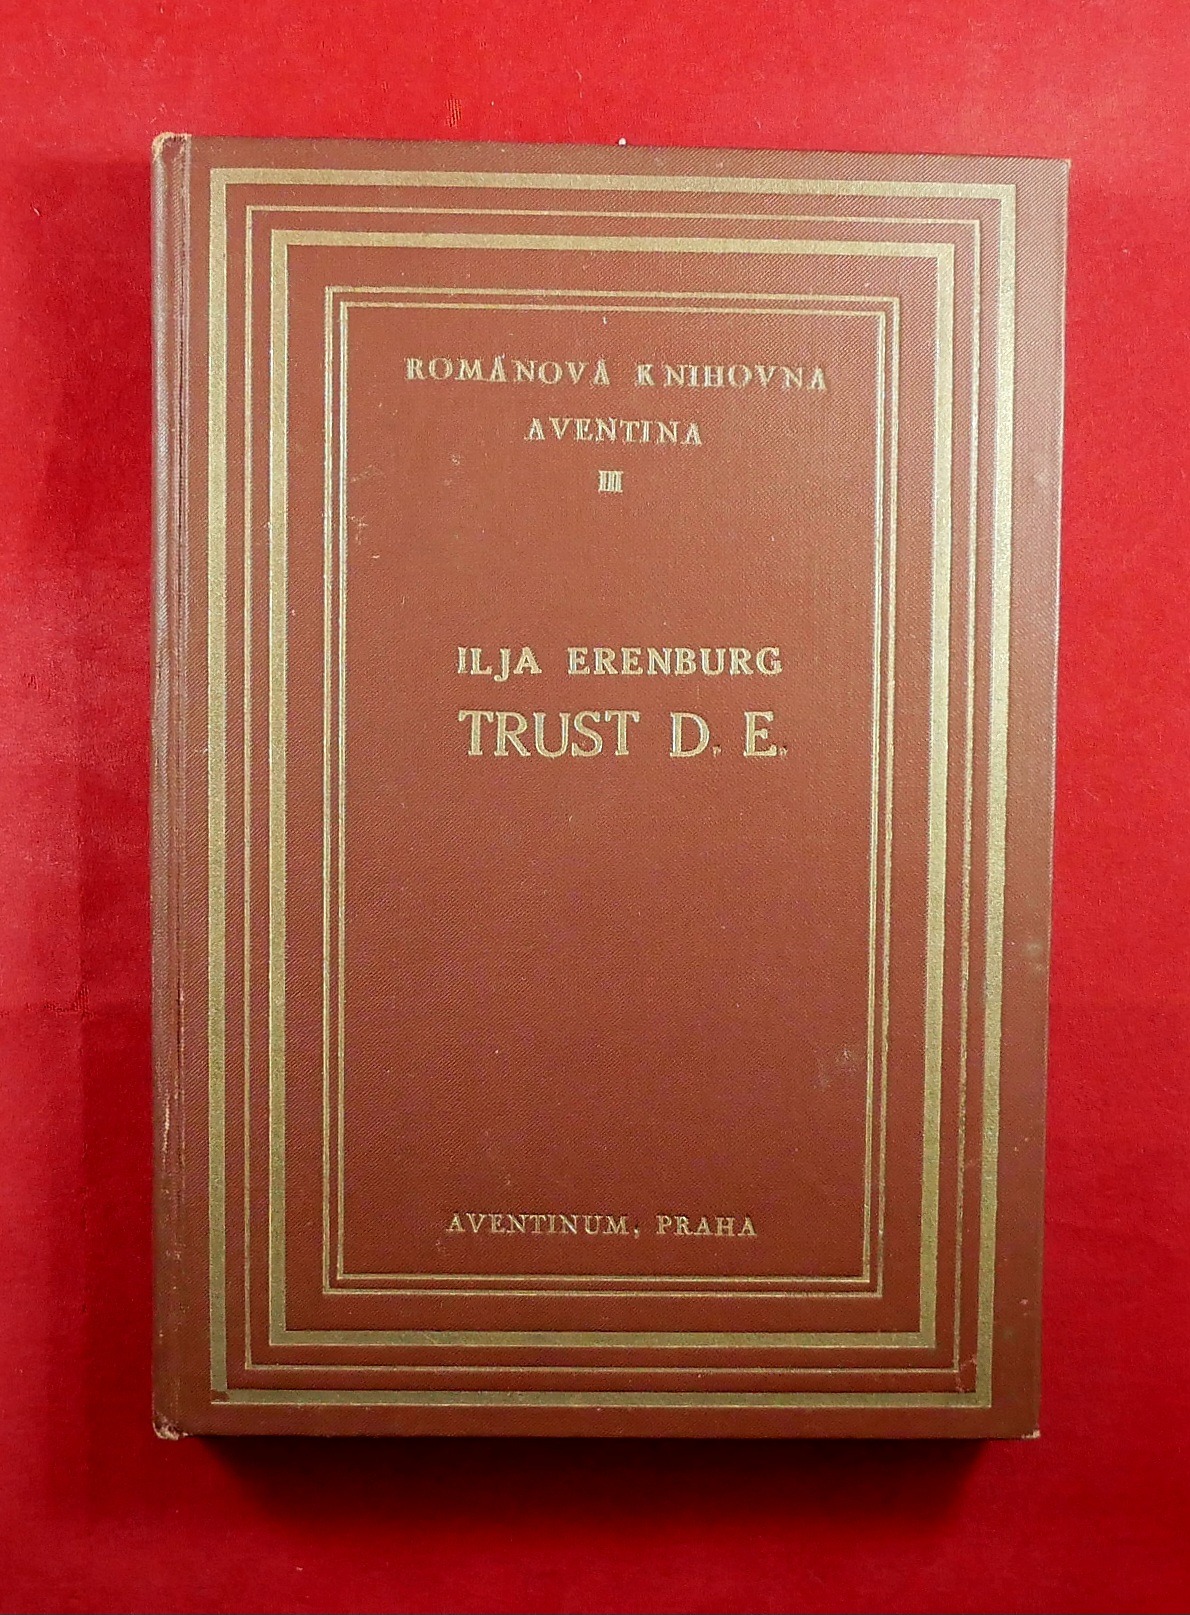 ROMÁNOVÁ KNIHOVNA
AVENTINA
III
ILJA ERENBURG
TRUST D. E.
AVENTINUM, PRAHA